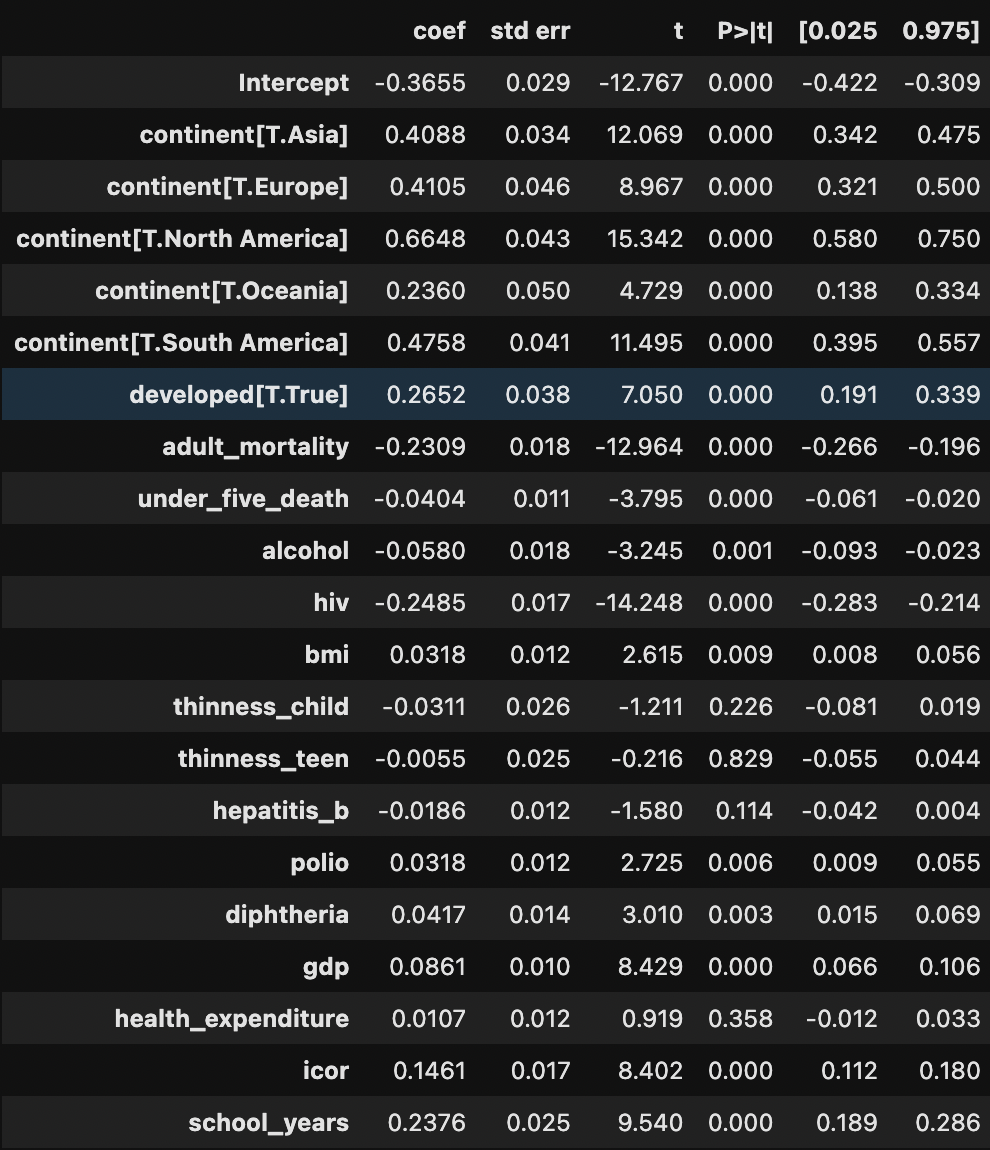 coef std err t P>|t| [0.025 0.975]
Intercept -0.3655 0.029 -12.767 0.000 -0.422 -0.309
continent[T.Asia] 0.4088 0.034 12.069 0.000 0.342 0.475
continent[T.Europe] 0.4105 0.046 8.967 0.000 0.321 0.500
continent[T.North America] 0.6648 0.043 15.342 0.000 0.580 0.750
continent[T.Oceania] 0.2360 0.050 4.729 0.000 0.138 0.334
continent[T.South America] 0.4758 0.041 11.495 0.000 0.395 0.557
developed[T.True] 0.2652 0.038 7.050 0.000 0.191 0.339
adult_mortality -0.2309 0.018 -12.964 0.000 -0.266 -0.196
under_five_death -0.0404 0.011 -3.795 0.000 -0.061 -0.020
alcohol -0.0580 0.018 -3.245 0.001 -0.093 -0.023
hiv -0.2485 0.017 -14.248 0.000 -0.283 -0.214
bmi 0.0318 0.012 2.615 0.009 0.008 0.056
thinness_child -0.0311 0.026 -1.211 0.226 -0.081 0.019
thinness_teen -0.0055 0.025 -0.216 0.829 -0.055 0.044
hepatitis_b -0.0186 0.012 -1.580 0.114 -0.042 0.004
polio 0.0318 0.012 2.725 0.006 0.009 0.055
diphtheria 0.0417 0.014 3.010 0.003 0.015 0.069
gdp 0.0861 0.010 8.429 0.000 0.066 0.106
health_expenditure 0.0107 0.012 0.919 0.358 -0.012 0.033
icor 0.1461 0.017 8.402 0.000 0.112 0.180
school_years 0.2376 0.025 9.540 0.000 0.189 0.286